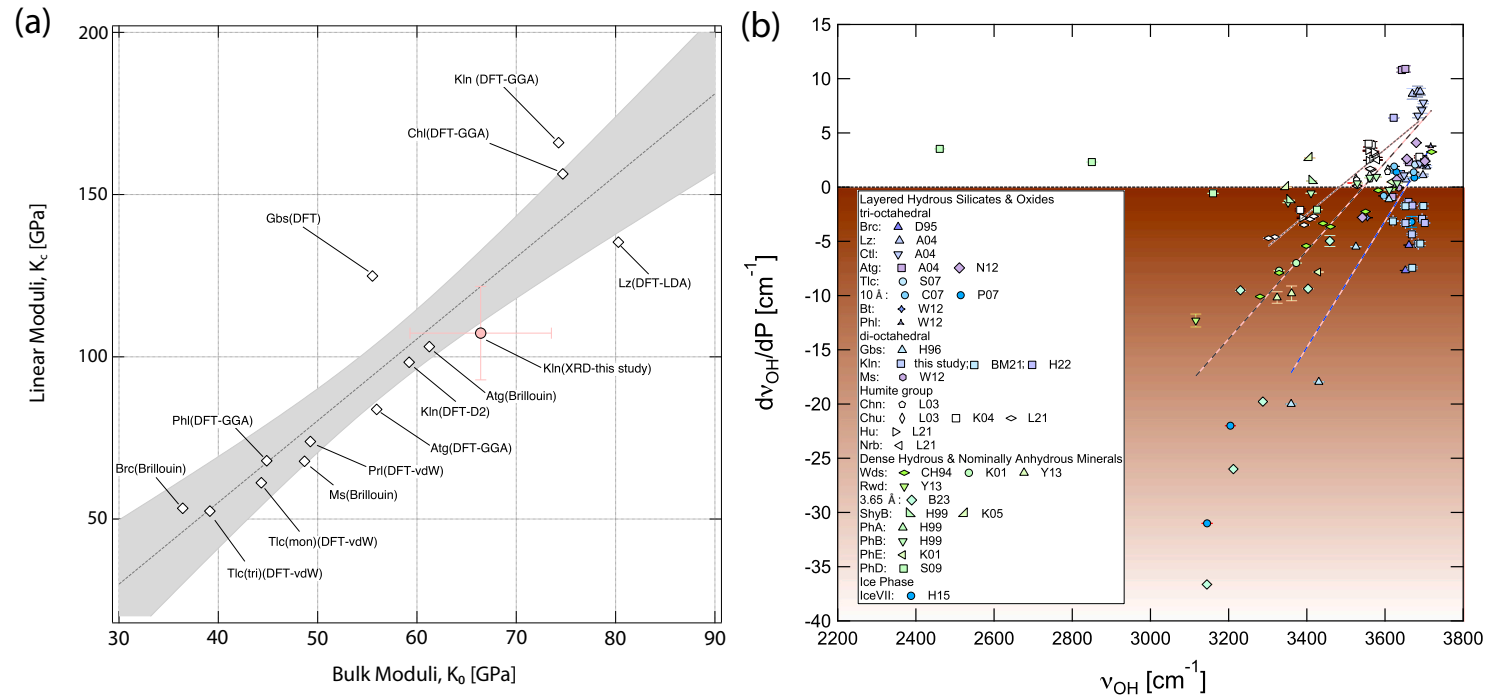 (a)
200
150
100
50
Linear Moduli, Kc [GPa]
30 40 50 60 70 80 90
Bulk Moduli, K0 [GPa]
Kln (DFT-GGA)
Chl(DFT-GGA)
Gbs(DFT)
Lz(DFT-LDA)
Kln(XRD-this study)
Atg(Brillouin)
Kln(DFT-D2)
Phl(DFT-GGA)
Atg(DFT-GGA)
Prl(DFT-vdW)
Brc(Brillouin)
Ms(Brillouin)
Tlc(mon)(DFT-vdW)
Tlc(tri)(DFT-vdW)
(b)
15
10
5
0
-5
-10
-15
-20
-25
-30
-35
-40
dνOH/dP [cm-1]
2200 2400 2600 2800 3000 3200 3400 3600 3800
νOH [cm-1]
Layered Hydrous Silicates & Oxides
tri-octahedral
Brc: D95
Lz: A04
Ctl: A04
Atg: A04 N12
Tlc: S07
10 Å: C07 P07
Bt: W12
Phl: W12
di-octahedral
Gbs: H96
Kln: this study; BM21; H22
Ms: W12
Humite group
Chn: L03
Chu: L03 K04 L21
Hu: L21
Nrb: L21
Dense Hydrous & Nominally Anhydrous Minerals
Wds: CH94 K01 Y13
Rwd: Y13
3.65 Å: B23
ShyB: H99 K05
PhA: H99
PhB: H99
PhE: K01
PhD: S09
Ice Phase
IceVII: H15